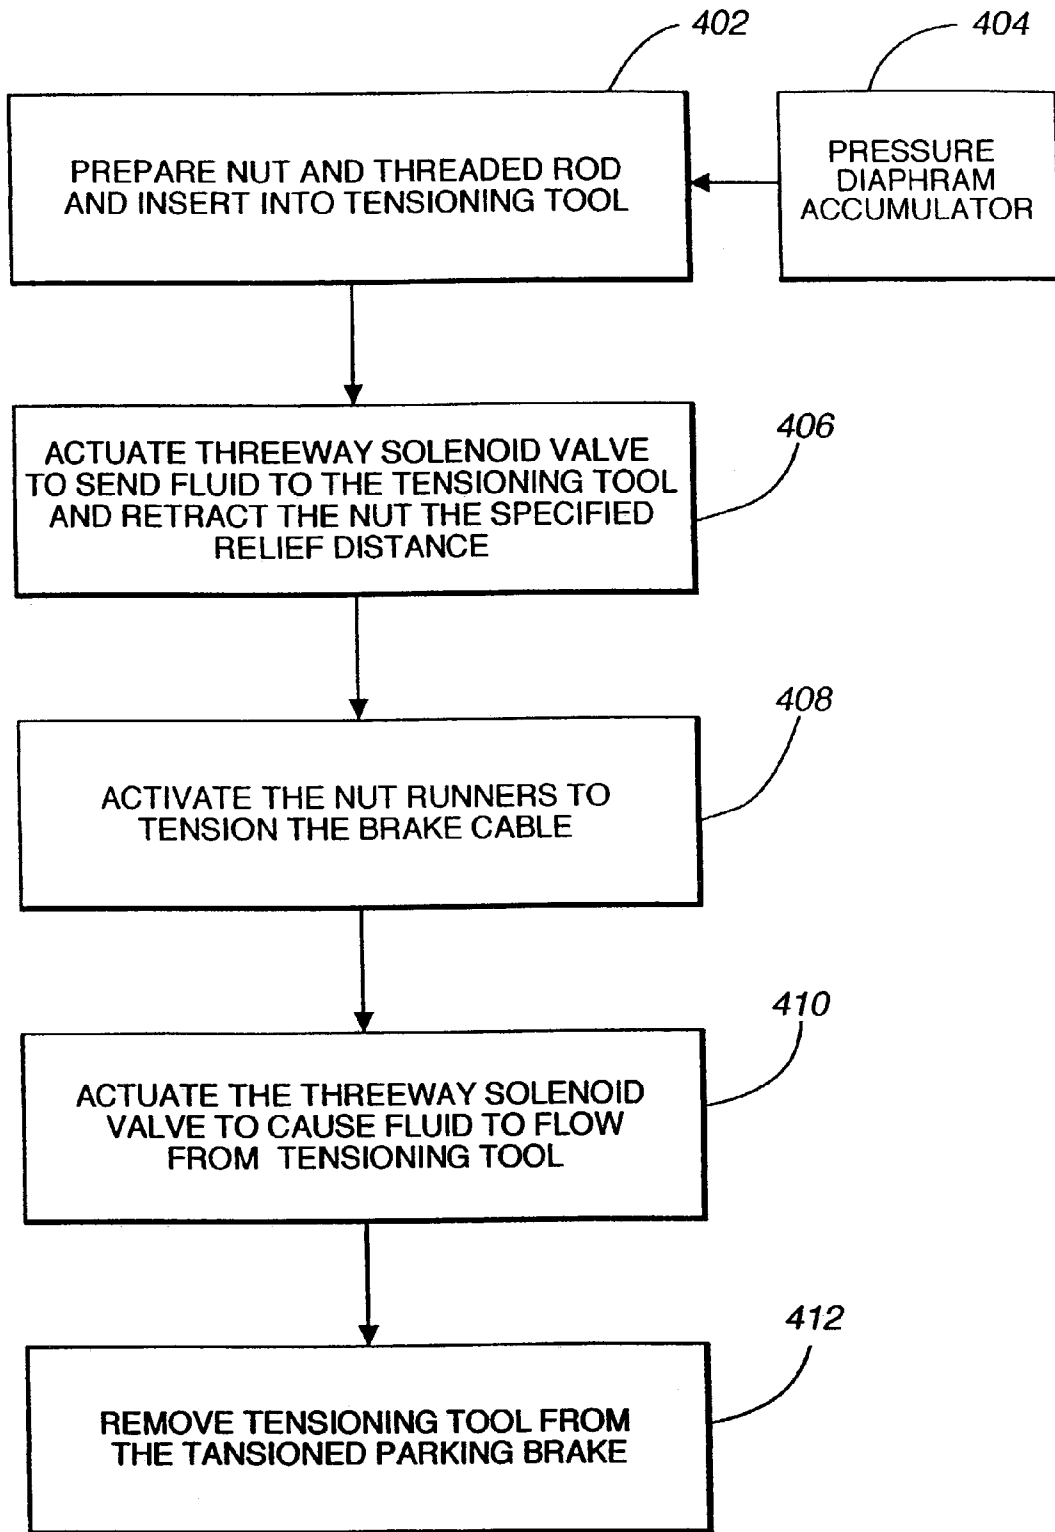 402
404
PREPARE NUT AND THREADED ROD
AND INSERT INTO TENSIONING TOOL
PRESSURE
DIAPHRAM
ACCUMULATOR
ACTUATE THREEWAY SOLENOID VALVE
TO SEND FLUID TO THE TENSIONING TOOL
AND RETRACT THE NUT THE SPECIFIED
RELIEF DISTANCE
406
408
ACTIVATE THE NUT RUNNERS TO
TENSION THE BRAKE CABLE
410
ACTUATE THE THREEWAY SOLENOID
VALVE TO CAUSE FLUID TO FLOW
FROM TENSIONING TOOL
412
REMOVE TENSIONING TOOL FROM
THE TANSIONED PARKING BRAKE